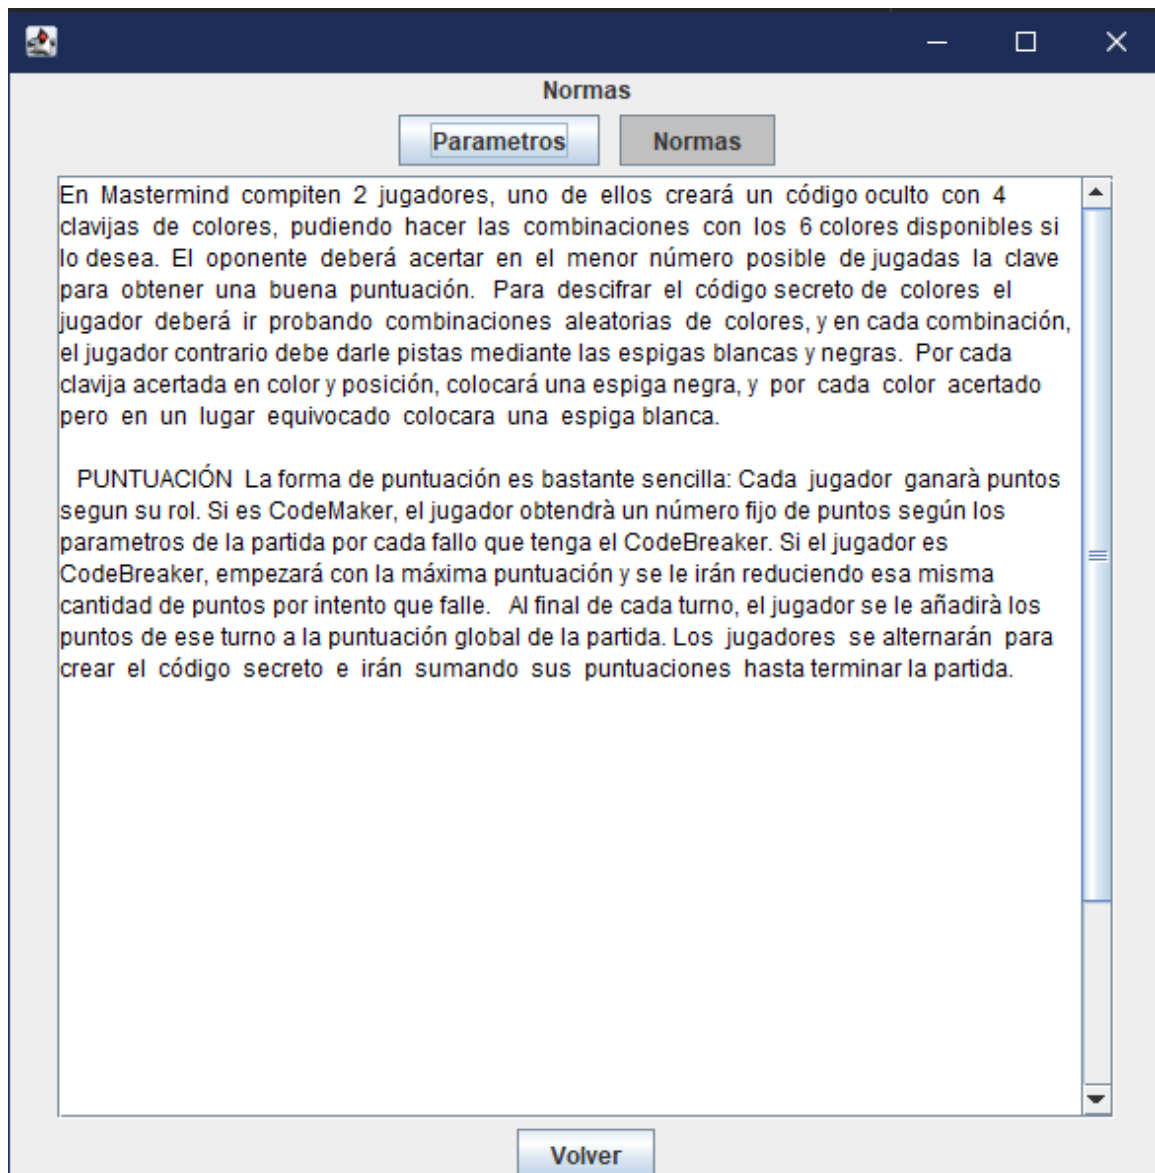 Normas
Parametros
Normas
En Mastermind compiten 2 jugadores, uno de ellos creará un código oculto con 4
clavijas de colores, pudiendo hacer las combinaciones con los 6 colores disponibles si
lo desea. El oponente deberá acertar en el menor número posible de jugadas la clave
para obtener una buena puntuación. Para descifrar el código secreto de colores el
jugador deberá ir probando combinaciones aleatorias de colores, y en cada combinación,
el jugador contrario debe darle pistas mediante las espigas blancas y negras. Por cada
clavija acertada en color y posición, colocará una espiga negra, y por cada color acertado
pero en un lugar equivocado colocara una espiga blanca.
PUNTUACIÓN La forma de puntuación es bastante sencilla: Cada jugador ganarà puntos
segun su rol. Si es CodeMaker, el jugador obtendrà un número fijo de puntos según los
parametros de la partida por cada fallo que tenga el CodeBreaker. Si el jugador es
CodeBreaker, empezará con la máxima puntuación y se le irán reduciendo esa misma
cantidad de puntos por intento que falle. Al final de cada turno, el jugador se le añadirà los
puntos de ese turno a la puntuación global de la partida. Los jugadores se alternarán para
crear el código secreto e irán sumando sus puntuaciones hasta terminar la partida.
Volver